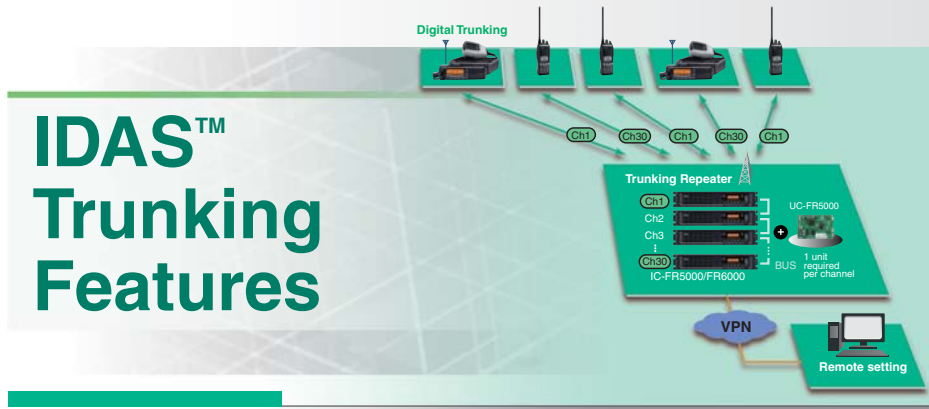 Digital Trunking
IDAS™
Trunking
Features
Ch1
Ch30
Ch1
Ch30
Ch1
Trunking Repeater
Ch1
Ch2
Ch3
Ch30
IC-FR5000/FR6000
UC-FR5000
+
BUS
1 unit
required
per channel
VPN
Remote setting